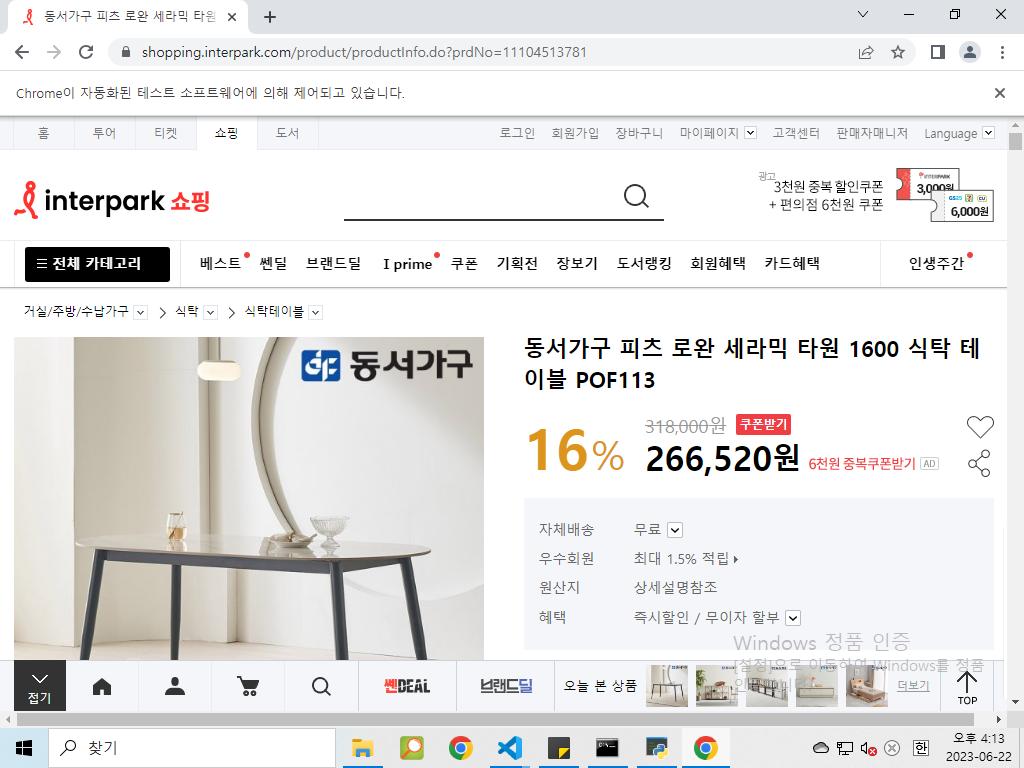 동서가구 피츠 로완 세라믹 타원
shopping.interpark.com/product/productInfo.do?prdNo=11104513781
Chrome이 자동화된 테스트 소프트웨어에 의해 제어되고 있습니다.
홈 투어 티켓 쇼핑 도서 로그인 회원가입 장바구니 마이페이지 고객센터 판매자매니저 Language
interpark 쇼핑
광고
3천원 중복 할인쿠폰
+ 편의점 6천원 쿠폰
INTERPARK
3,000원
GS25 CU
6,000원
전체 카테고리 베스트 쎈딜 브랜드딜 I prime 쿠폰 기획전 장보기 도서랭킹 회원혜택 카드혜택 인생주간
거실/주방/수납가구 식탁 식탁테이블
동서가구
동서가구 피츠 로완 세라믹 타원 1600 식탁 테
이블 POF113
16% 318,000원 쿠폰받기
266,520원 6천원 중복쿠폰받기 AD
자체배송 무료
우수회원 최대 1.5% 적립
원산지 상세설명참조
혜택 즉시할인 / 무이자 할부
Windows 정품 인증
[설정]으로 이동하여 Windows를 정품
접기 쎈DEAL 브랜드딜 오늘 본 상품 더보기 TOP
찾기
한
오후 4:13
2023-06-22